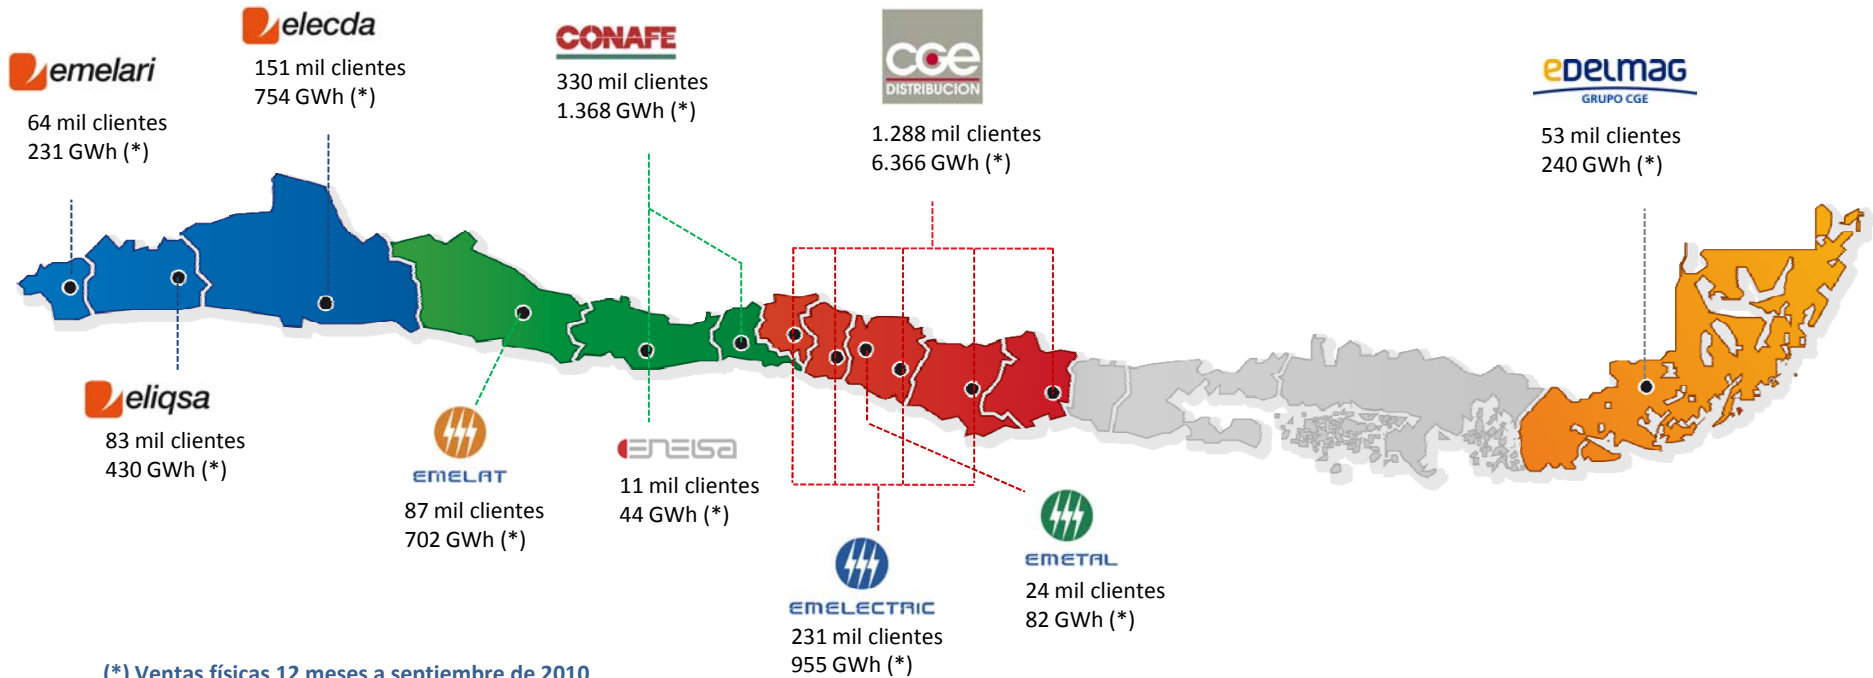 emelari
64 mil clientes
231 GWh (*)
elecda
151 mil clientes
754 GWh (*)
CONAFE
330 mil clientes
1.368 GWh (*)
cge
DISTRIBUCION
1.288 mil clientes
6.366 GWh (*)
eDelmag
GRUPO CGE
53 mil clientes
240 GWh (*)
eliqsa
83 mil clientes
430 GWh (*)
EMELAT
87 mil clientes
702 GWh (*)
enelsa
11 mil clientes
44 GWh (*)
EMELECTRIC
231 mil clientes
955 GWh (*)
EMETAL
24 mil clientes
82 GWh (*)
(*) Ventas físicas 12 meses a septiembre de 2010